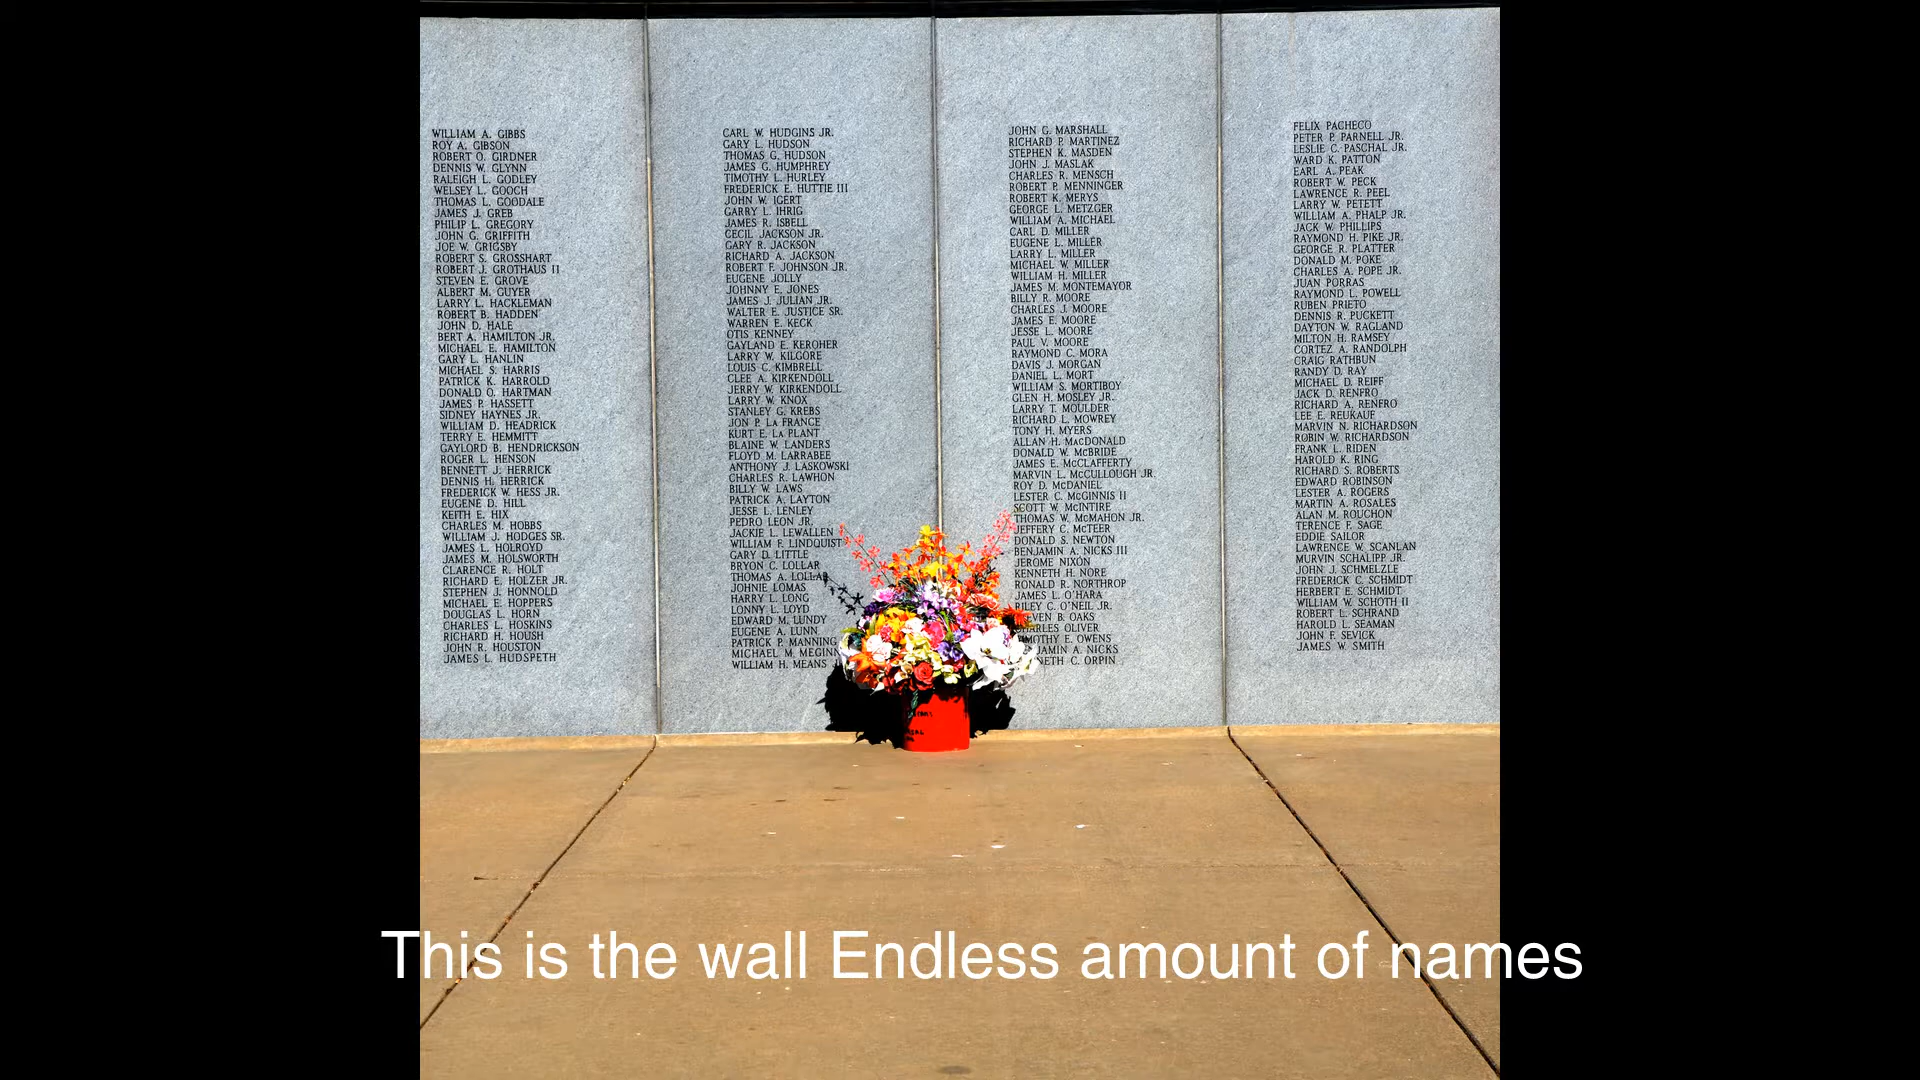 WILLIAM A. GIBBS
ROY A. GIBSON
ROBERT O. GIRDNER
DENNIS W. GLYNN
RALEIGH L. GODLEY
WELSEY L. GOOCH
THOMAS L. GOODALE
JAMES J. GREB
PHILIP L. GREGORY
JOHN G. GRIFFITH
JOE W. GRIGSBY
ROBERT S. GROSSHART
ROBERT J. GROTHAUS II
STEVEN E. GROVE
ALBERT M. GUYER
LARRY L. HACKLEMAN
ROBERT B. HADDEN
JOHN D. HALE
BERT A. HAMILTON JR.
MICHAEL E. HAMILTON
GARY L. HANLIN
MICHAEL S. HARRIS
PATRICK K. HARROLD
DONALD O. HARTMAN
JAMES P. HASSETT
SIDNEY HAYNES JR.
WILLIAM D. HEADRICK
TERRY E. HEMMITT
GAYLORD B. HENDRICKSON
ROGER L. HENSON
BENNETT J. HERRICK
DENNIS H. HERRICK
FREDERICK W. HESS JR.
EUGENE D. HILL
KEITH E. HIX
CHARLES M. HOBBS
WILLIAM J. HODGES SR.
JAMES L. HOLROYD
JAMES M. HOLSWORTH
CLARENCE R. HOLT
RICHARD E. HOLZER JR.
STEPHEN J. HONNOLD
MICHAEL E. HOPPERS
DOUGLAS L. HORN
CHARLES L. HOSKINS
RICHARD H. HOUSH
JOHN R. HOUSTON
JAMES L. HUDSPETH
CARL W. HUDGINS JR.
GARY L. HUDSON
THOMAS G. HUDSON
JAMES G. HUMPHREY
TIMOTHY L. HURLEY
FREDERICK E. HUTTIE III
JOHN W. IGERT
GARRY L. IHRIG
JAMES R. ISBELL
CECIL JACKSON JR.
GARY R. JACKSON
RICHARD A. JACKSON
ROBERT F. JOHNSON JR.
EUGENE JOLLY
JOHNNY E. JONES
JAMES J. JULIAN JR.
WALTER E. JUSTICE SR.
WARREN E. KECK
OTIS KENNEY
GAYLAND E. KEROHER
LARRY W. KILGORE
LOUIS C. KIMBRELL
CLEE A. KIRKENDOLL
JERRY W. KIRKENDOLL
LARRY W. KNOX
STANLEY G. KREBS
JON P. LA FRANCE
KURT E. LA PLANT
BLAINE W. LANDERS
FLOYD M. LARRABEE
ANTHONY J. LASKOWSKI
CHARLES R. LAWHON
BILLY W. LAWS
PATRICK A. LAYTON
JESSE L. LENLEY
PEDRO LEON JR.
JACKIE L. LEWALLEN
WILLIAM F. LINDQUIST
GARY D. LITTLE
BRYON C. LOLLAR
THOMAS A. LOLLAR
JOHNIE LOMAS
HARRY L. LONG
LONNY L. LOYD
EDWARD M. LUNDY
EUGENE A. LUNN
PATRICK P. MANNING
MICHAEL M. MEGINN
WILLIAM H. MEANS
JOHN G. MARSHALL
RICHARD P. MARTINEZ
STEPHEN K. MASDEN
JOHN J. MASLAK
CHARLES R. MENSCH
ROBERT P. MENNINGER
ROBERT K. MERYS
GEORGE L. METZGER
WILLIAM A. MICHAEL
CARL D. MILLER
EUGENE L. MILLER
LARRY L. MILLER
MICHAEL W. MILLER
WILLIAM H. MILLER
JAMES M. MONTEMAYOR
BILLY R. MOORE
CHARLES J. MOORE
JAMES E. MOORE
JESSE L. MOORE
PAUL V. MOORE
RAYMOND C. MORA
DAVIS J. MORGAN
DANIEL L. MORT
WILLIAM S. MORTIBOY
GLEN H. MOSLEY JR.
LARRY T. MOULDER
RICHARD L. MOWREY
TONY H. MYERS
ALLAN H. MacDONALD
DONALD W. McBRIDE
JAMES E. McCLAFFERTY
MARVIN L. McCULLOUGH JR.
ROY D. McDANIEL
LESTER C. McGINNIS II
SCOTT W. McINTIRE
THOMAS W. McMAHON JR.
JEFFERY C. McTEER
DONALD S. NEWTON
BENJAMIN A. NICKS III
JEROME NIXON
KENNETH H. NORE
RONALD R. NORTHROP
JAMES L. O'HARA
RILEY C. O'NEIL JR.
EVEN B. OAKS
HARLES OLIVER
MOTHY E. OWENS
JAMIN A. NICKS
NETH C. ORPIN
FELIX PACHECO
PETER P. PARNELL JR.
LESLIE C. PASCHAL JR.
WARD K. PATTON
EARL A. PEAK
ROBERT W. PECK
LAWRENCE R. PEEL
LARRY W. PETETT
WILLIAM A. PHALP JR.
JACK W. PHILLIPS
RAYMOND H. PIKE JR.
GEORGE R. PLATTER
DONALD M. POKE
CHARLES A. POPE JR.
JUAN PORRAS
RAYMOND L. POWELL
RUBEN PRIETO
DENNIS R. PUCKETT
DAYTON W. RAGLAND
MILTON H. RAMSEY
CORTEZ A. RANDOLPH
CRAIG RATHBUN
RANDY D. RAY
MICHAEL D. REIFF
JACK D. RENFRO
RICHARD A. RENFRO
LEE E. REUKAUF
MARVIN N. RICHARDSON
ROBIN W. RICHARDSON
FRANK L. RIDEN
HAROLD K. RING
RICHARD S. ROBERTS
EDWARD ROBINSON
LESTER A. ROGERS
MARTIN A. ROSALES
ALAN M. ROUCHON
TERENCE F. SAGE
EDDIE SAILOR
LAWRENCE W. SCANLAN
MURVIN SCHALIPP JR.
JOHN J. SCHMELZLE
FREDERICK C. SCHMIDT
HERBERT E. SCHMIDT
WILLIAM W. SCHOTH II
ROBERT L. SCHRAND
HAROLD L. SEAMAN
JOHN F. SEVICK
JAMES W. SMITH
This is the wall Endless amount of names